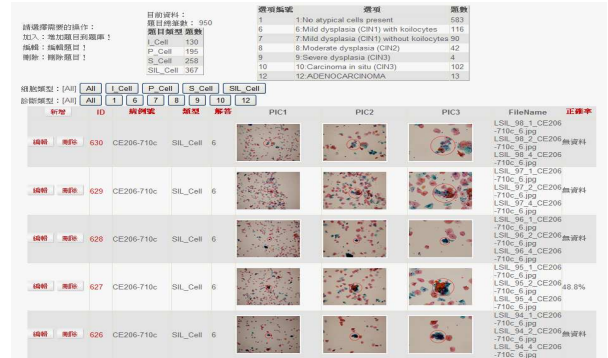 請選擇需要的操作：
加入：增加題目到題庫！
編輯：編輯題目！
刪除：刪除題目！
目前資料：
題目總筆數： 950
題目類型 題數
I_Cell 130
P_Cell 195
S_Cell 258
SIL_Cell 367
選項編號 選項 題數
1 1:No atypical cells present 583
6 6:Mild dysplasia (CIN1) with koilocytes 116
7 7:Mild dysplasia (CIN1) without koilocytes 90
8 8:Moderate dysplasia (CIN2) 42
9 9:Severe dysplasia (CIN3) 4
10 10:Carcinoma in situ (CIN3) 102
12 12:ADENOCARCINOMA 13
細胞類型：[All] All I_Cell P_Cell S_Cell SIL_Cell
診斷類型：[All] All 1 6 7 8 9 10 12
新增 ID 病例號 類型 解答 PIC1 PIC2 PIC3 FileName 正確率
編輯 刪除 630 CE206-710c SIL_Cell 6 無資料
LSIL_98_1_CE206
-710c_6.jpg
LSIL_98_2_CE206
-710c_6.jpg
LSIL_98_4_CE206
-710c_6.jpg
編輯 刪除 629 CE206-710c SIL_Cell 6 無資料
LSIL_97_1_CE206
-710c_6.jpg
LSIL_97_2_CE206
-710c_6.jpg
LSIL_97_4_CE206
-710c_6.jpg
編輯 刪除 628 CE206-710c SIL_Cell 6 無資料
LSIL_96_1_CE206
-710c_6.jpg
LSIL_96_2_CE206
-710c_6.jpg
LSIL_96_4_CE206
-710c_6.jpg
編輯 刪除 627 CE206-710c SIL_Cell 6 48.8%
LSIL_95_1_CE206
-710c_6.jpg
LSIL_95_2_CE206
-710c_6.jpg
LSIL_95_4_CE206
-710c_6.jpg
編輯 刪除 626 CE206-710c SIL_Cell 6 無資料
LSIL_94_1_CE206
-710c_6.jpg
LSIL_94_2_CE206
-710c_6.jpg
LSIL_94_4_CE206
-710c_6.jpg